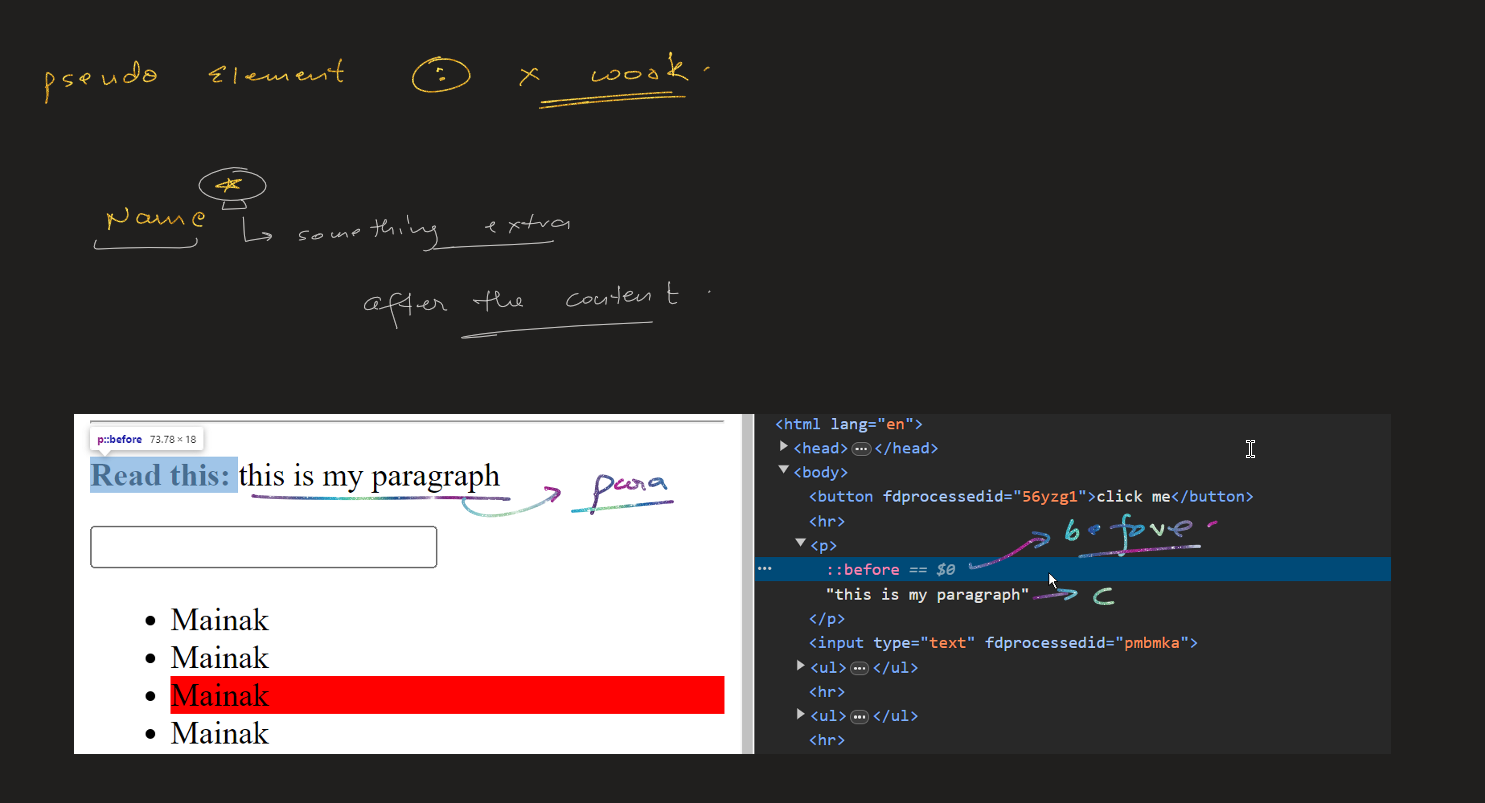 pseudo Element : x work.
Name *
something extra
after the content.
p::before 73.78 × 18
Read this: this is my paragraph
para
Mainak
Mainak
Mainak
Mainak
<html lang="en">
<head>…</head>
<body>
<button fdprocessedid="56yzg1">click me</button>
<hr>
<p>
before
::before == $0
"this is my paragraph" → C
</p>
<input type="text" fdprocessedid="pmbmka">
<ul>…</ul>
<hr>
<ul>…</ul>
<hr>